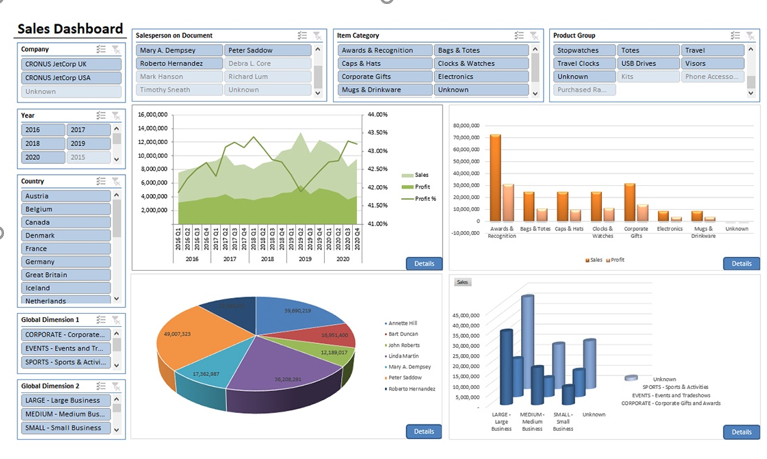 Sales Dashboard
Company
CRONUS JetCorp UK
CRONUS JetCorp USA
Unknown
Salesperson on Document
Mary A. Dempsey Peter Saddow
Roberto Hernandez Debra L. Core
Mark Hanson Richard Lum
Timothy Sneath Unknown
Item Category
Awards & Recognition Bags & Totes
Caps & Hats Clocks & Watches
Corporate Gifts Electronics
Mugs & Drinkware Unknown
Product Group
Stopwatches Totes Travel
Travel Clocks USB Drives Visors
Unknown Kits Phone Accesso...
Purchased Ra...
Year
2016 2017
2018 2019
2020 2015
Country
Austria
Belgium
Canada
Denmark
France
Germany
Great Britain
Iceland
Netherlands
Global Dimension 1
CORPORATE - Corporate...
EVENTS - Events and Tr...
SPORTS - Sports & Activi...
Global Dimension 2
LARGE - Large Business
MEDIUM - Medium Bus...
SMALL - Small Business
16,000,000 44.00%
14,000,000 43.50%
12,000,000 43.00%
10,000,000
8,000,000 42.50%
6,000,000 42.00%
4,000,000 41.50%
2,000,000
41.00%
Sales
Profit
Profit %
2016 Q1 2016 Q2 2016 Q3 2016 Q4 2017 Q1 2017 Q2 2017 Q3 2017 Q4 2018 Q1 2018 Q2 2018 Q3 2018 Q4 2019 Q1 2019 Q2 2019 Q3 2019 Q4 2020 Q1 2020 Q2 2020 Q3 2020 Q4
2016 2017 2018 2019 2020
Details
80,000,000
70,000,000
60,000,000
50,000,000
40,000,000
30,000,000
20,000,000
10,000,000
0
-10,000,000
Awards & Recognition Bags & Totes Caps & Hats Clocks & Watches Corporate Gifts Electronics Mugs & Drinkware Unknown
Sales Profit
Details
49,007,523
12,189,017
17,562,887
Annette Hill
Bart Duncan
John Roberts
Linda Martin
Mary A. Dempsey
Peter Saddow
Roberto Hernandez
Details
Sales
45,000,000
40,000,000
35,000,000
30,000,000
25,000,000
20,000,000
15,000,000
10,000,000
5,000,000
-
Unknown
SPORTS - Sports & Activities
EVENTS - Events and Tradeshows
CORPORATE - Corporate Gifts and Awards
LARGE - Large Business
MEDIUM - Medium Business
SMALL - Small Business
Unknown
Details